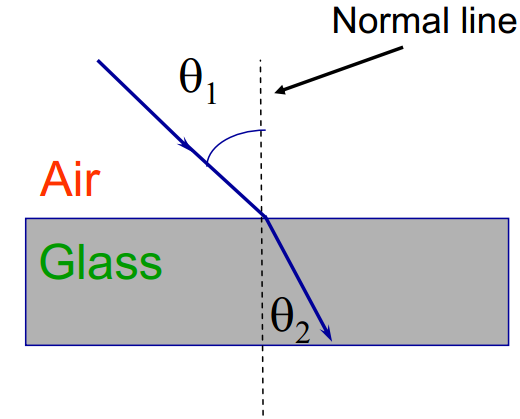 Normal line
θ1
Air
Glass
θ2